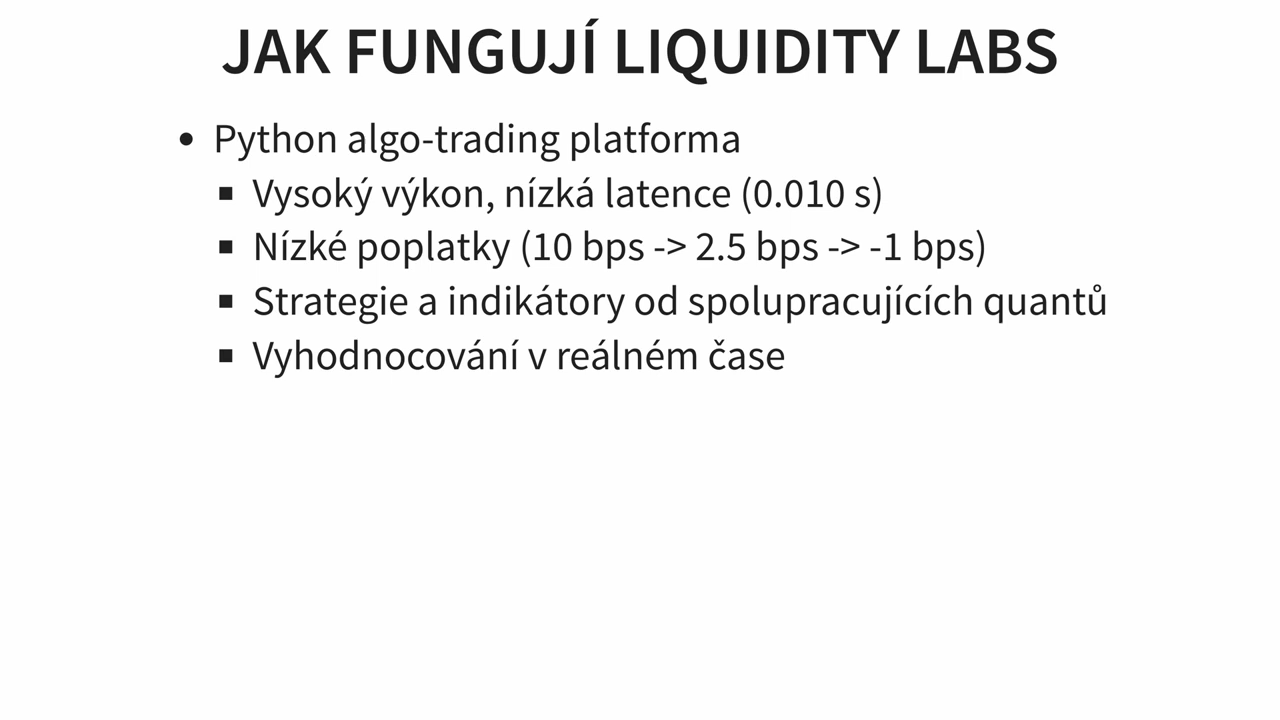 JAK FUNGUJÍ LIQUIDITY LABS
• Python algo-trading platforma
▪ Vysoký výkon, nízká latence (0.010 s)
▪ Nízké poplatky (10 bps -> 2.5 bps -> -1 bps)
▪ Strategie a indikátory od spolupracujících quantů
▪ Vyhodnocování v reálném čase